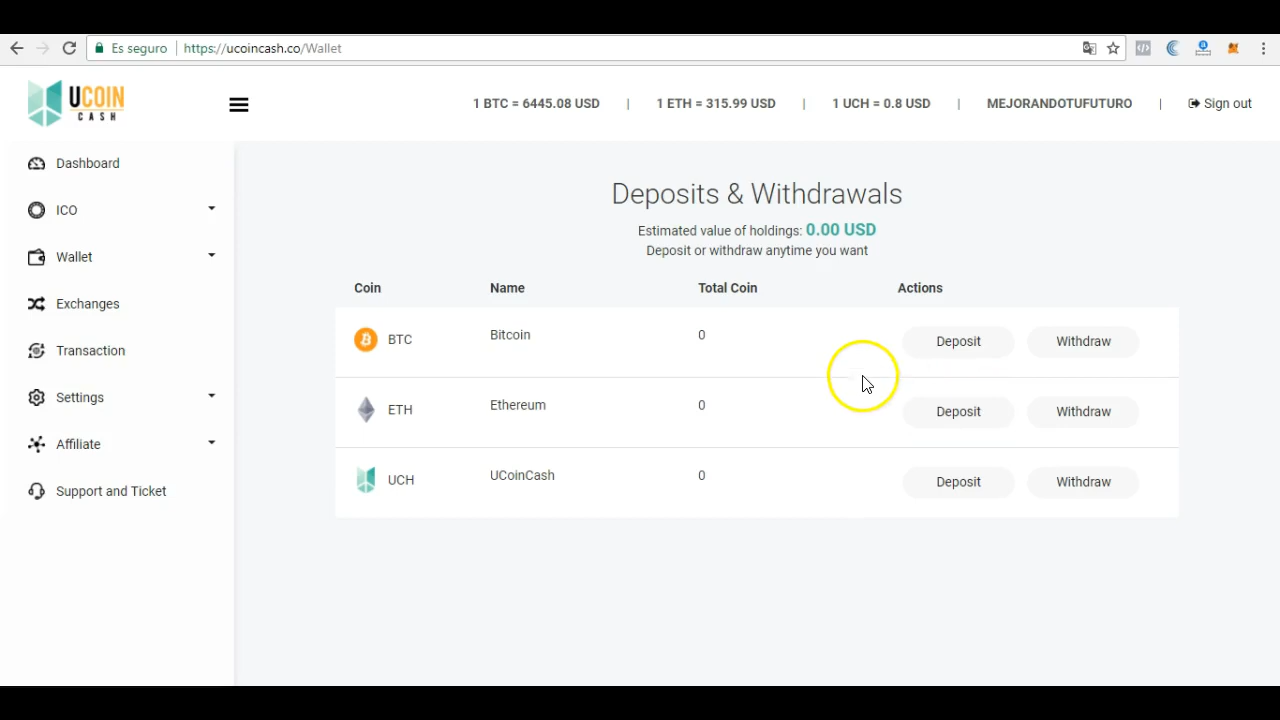 Es seguro https://ucoincash.co/Wallet
UCOIN
CASH
1 BTC = 6445.08 USD | 1 ETH = 315.99 USD | 1 UCH = 0.8 USD | MEJORANDOTUFUTURO | Sign out
Dashboard
ICO
Wallet
Exchanges
Transaction
Settings
Affiliate
Support and Ticket
Deposits & Withdrawals
Estimated value of holdings: 0.00 USD
Deposit or withdraw anytime you want
Coin Name Total Coin Actions
BTC Bitcoin 0 Deposit Withdraw
ETH Ethereum 0 Deposit Withdraw
UCH UCoinCash 0 Deposit Withdraw